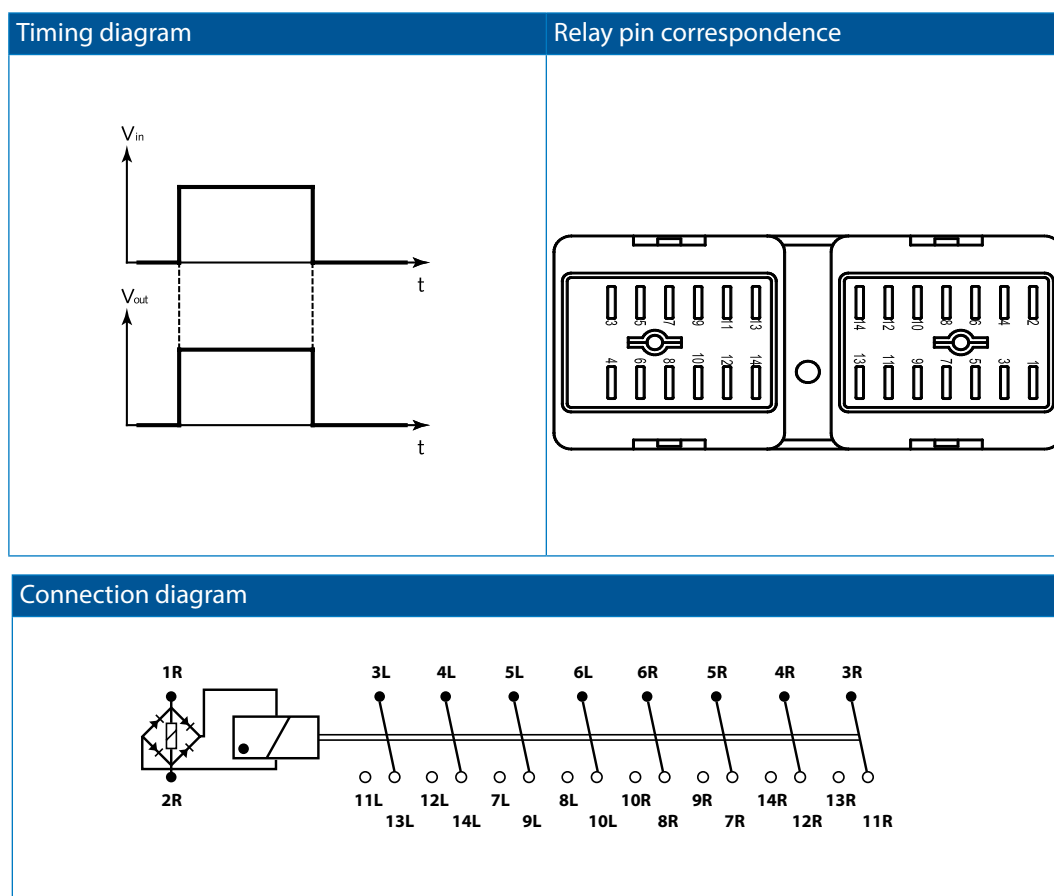 Timing diagram
Relay pin correspondence
Vin
t
Vout
t
3 5 7 9 11 13
4 6 8 10 12 14
14 12 10 8 6 4 2
13 11 9 7 5 3 1
Connection diagram
1R 3L 4L 5L 6L 6R 5R 4R 3R
2R 11L 12L 7L 8L 10R 9R 14R 13R
13L 14L 9L 10L 8R 7R 12R 11R